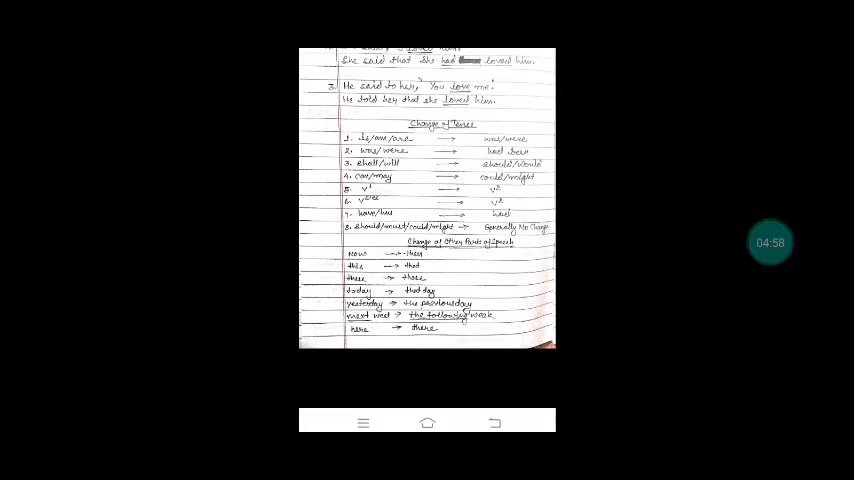 She said that she had loved him.
3. He said to her, You love me.
He told her that she loved him.
Change of Tense
1. Is/am/are → was/were
2. was/were → had been
3. shall/will → should/would
4. can/may → could/might
5. V1 → V2
6. → V2
7. have/has → had
8. should/must/could/might → Generally No Change
Change of Other Parts of Speech
Now → then
this → that
these → those
today → that day
yesterday → the previous day
next → the following week
here → there
04:58